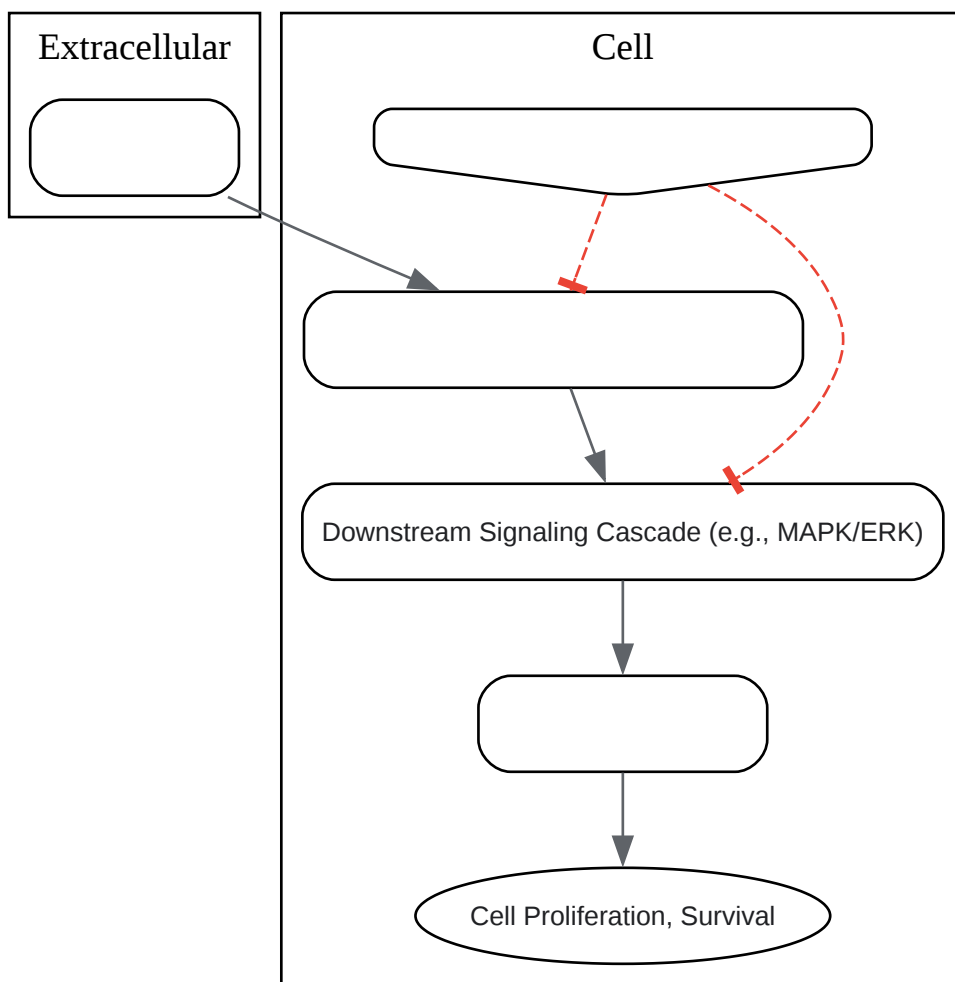 Extracellular
Cell
Downstream Signaling Cascade (e.g., MAPK/ERK)
Cell Proliferation, Survival